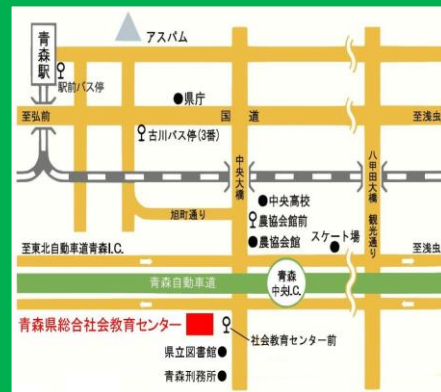 アスパム
青森駅
駅前バス停
●県庁
至弘前
国道
至浅虫
古川バス停(3番)
中央大橋
八甲田大橋
観光通り
●中央高校
旭町通り
農協会館前
●農協会館
スケート場
至東北自動車道青森I.C.
至浅虫
青森自動車道
青森
中央I.C.
青森県総合社会教育センター
社会教育センター前
県立図書館●
青森刑務所●